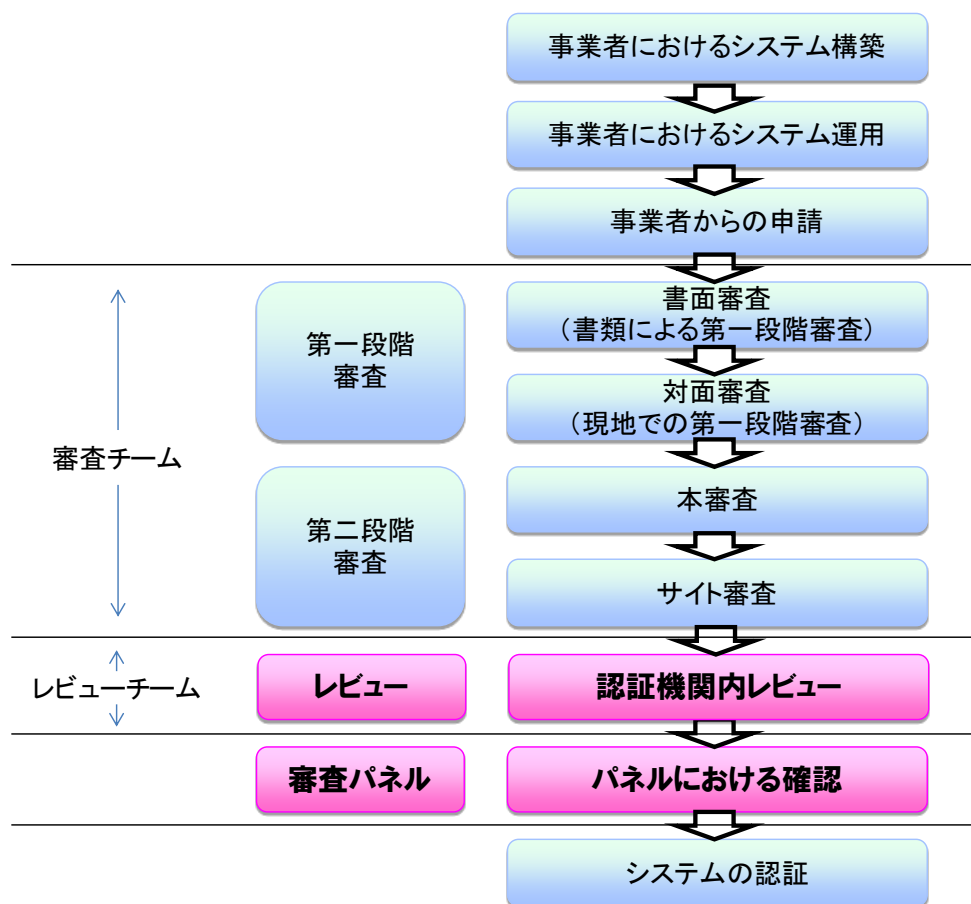 事業者におけるシステム構築
事業者におけるシステム運用
事業者からの申請
審査チーム
第一段階
審査
書面審査
（書類による第一段階審査）
対面審査
（現地での第一段階審査）
第二段階
審査
本審査
サイト審査
レビューチーム
レビュー
認証機関内レビュー
審査パネル
パネルにおける確認
システムの認証